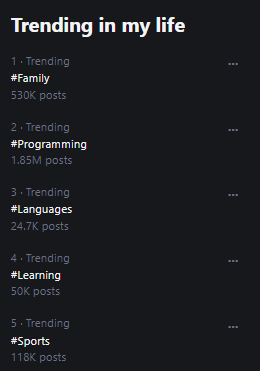 Trending in my life
1 · Trending
#Family
530K posts
2 · Trending
#Programming
1.85M posts
3 · Trending
#Languages
24.7K posts
4 · Trending
#Learning
50K posts
5 · Trending
#Sports
118K posts